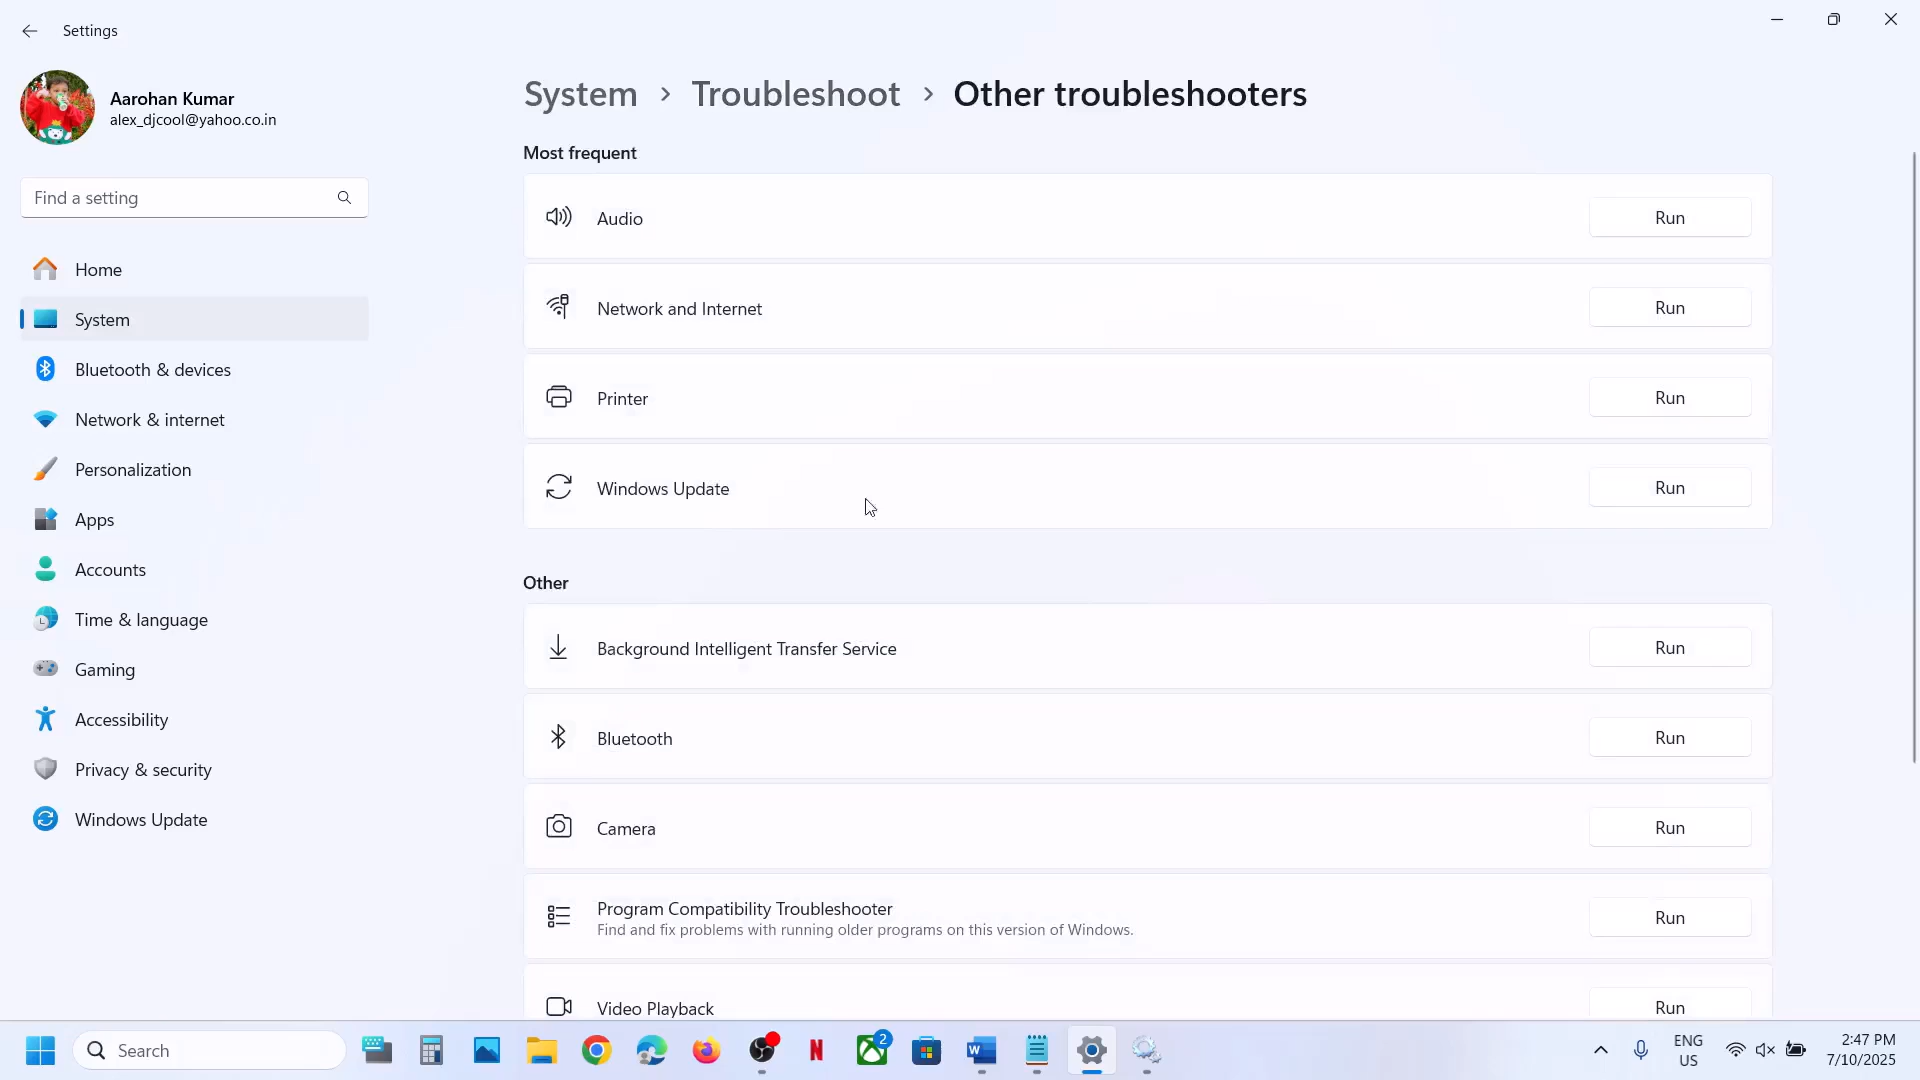 Settings
Aarohan Kumar
alex_djcool@yahoo.co.in
Find a setting
Home
System
Bluetooth & devices
Network & internet
Personalization
Apps
Accounts
Time & language
Gaming
Accessibility
Privacy & security
Windows Update
System > Troubleshoot > Other troubleshooters
Most frequent
Audio Run
Network and Internet Run
Printer Run
Windows Update Run
Other
Background Intelligent Transfer Service Run
Bluetooth Run
Camera Run
Program Compatibility Troubleshooter Run
Find and fix problems with running older programs on this version of Windows.
Video Playback Run
Search
N
2
W
ENG
US
2:47 PM
7/10/2025